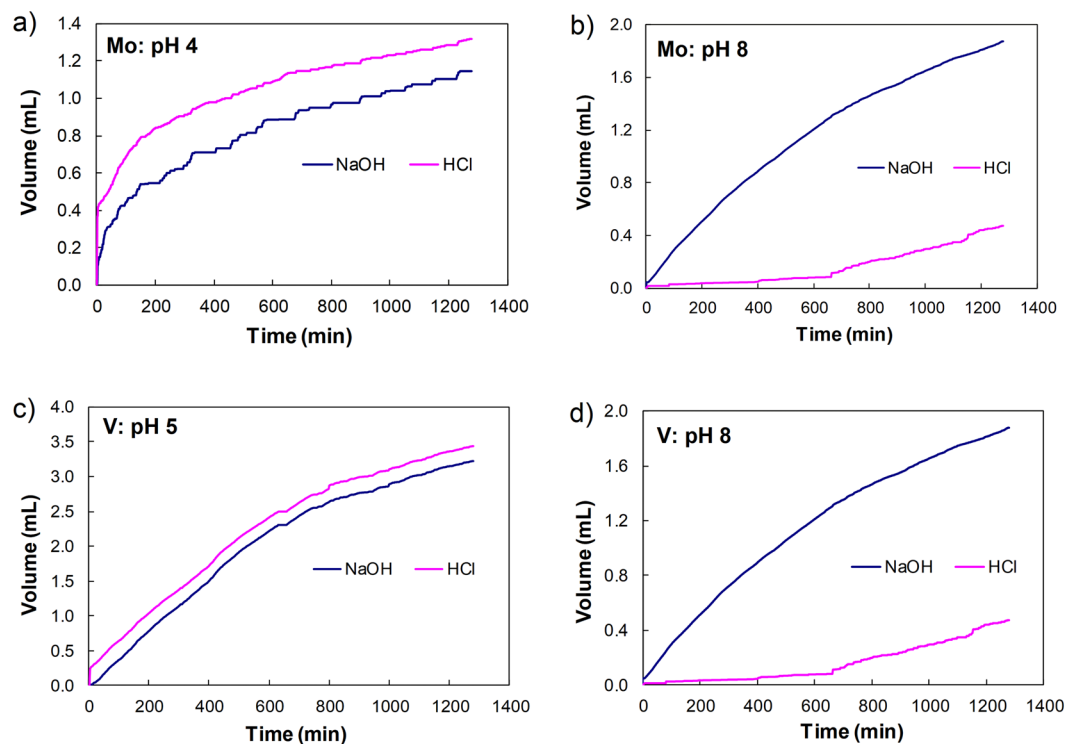 a)
Mo: pH 4
Volume (mL)
1.4
1.2
1.0
0.8
0.6
0.4
0.2
0.0
NaOH HCl
0 200 400 600 800 1000 1200 1400
Time (min)
b)
Mo: pH 8
Volume (mL)
2.0
1.6
1.2
0.8
0.4
0.0
NaOH HCl
0 200 400 600 800 1000 1200 1400
Time (min)
c)
V: pH 5
Volume (mL)
4.0
3.5
3.0
2.5
2.0
1.5
1.0
0.5
0.0
NaOH HCl
0 200 400 600 800 1000 1200 1400
Time (min)
d)
V: pH 8
Volume (mL)
2.0
1.6
1.2
0.8
0.4
0.0
NaOH HCl
0 200 400 600 800 1000 1200 1400
Time (min)